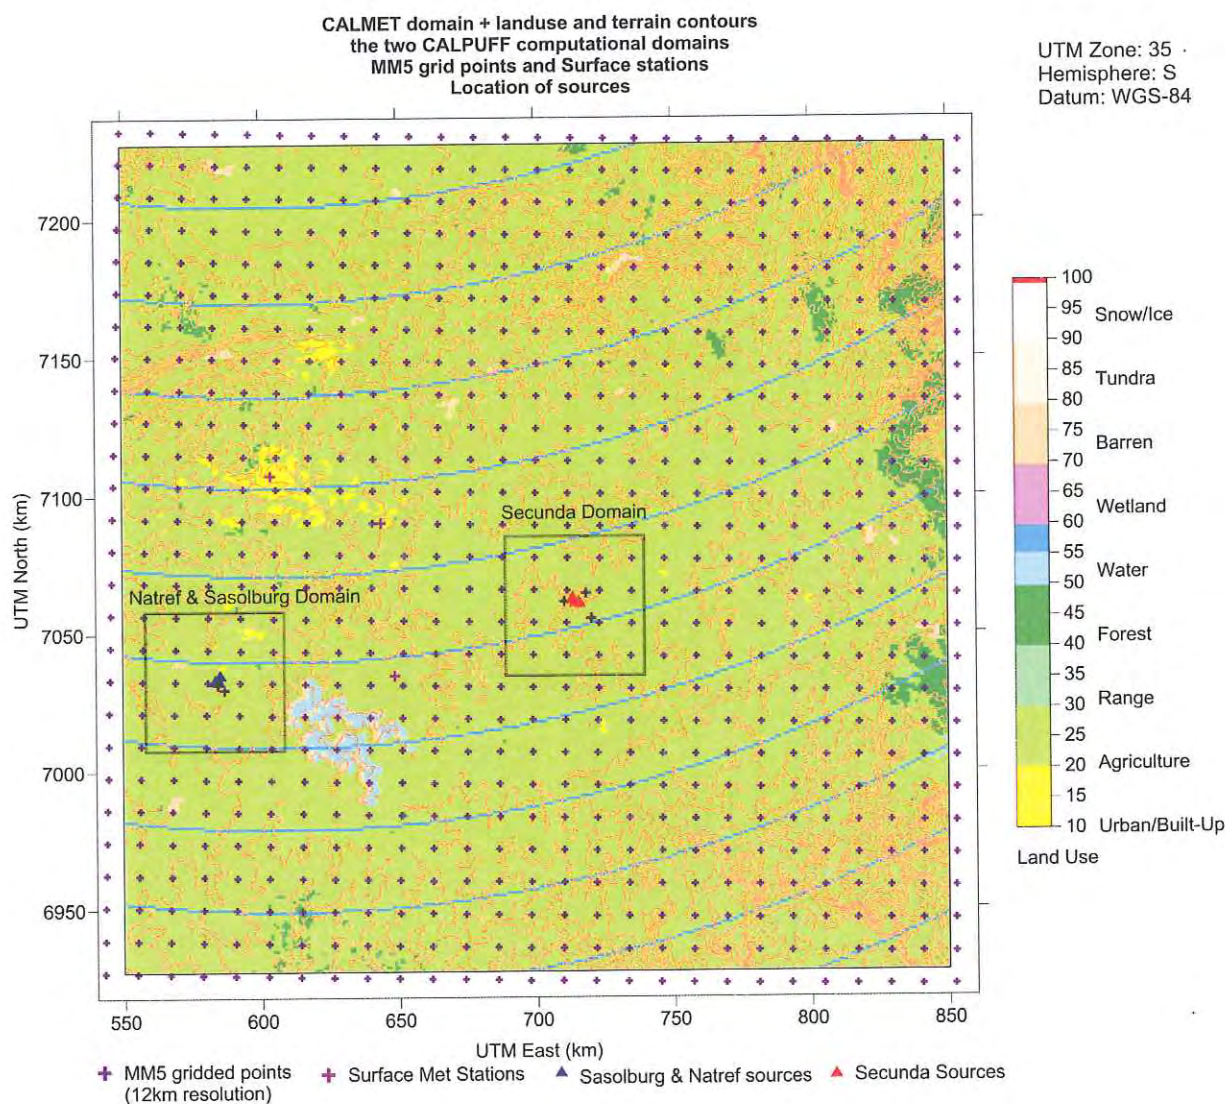 CALMET domain + landuse and terrain contours
the two CALPUFF computational domains
MM5 grid points and Surface stations
Location of sources
UTM Zone: 35
Hemisphere: S
Datum: WGS-84
7200
7150
7100
7050
7000
6950
UTM North (km)
Secunda Domain
Natref & Sasolburg Domain
550
600
650
700
750
800
850
UTM East (km)
100
95
Snow/Ice
90
85
Tundra
80
75
Barren
70
65
Wetland
60
55
Water
50
45
Forest
40
35
Range
30
25
Agriculture
20
15
10 Urban/Built-Up
Land Use
MM5 gridded points
(12km resolution)
Surface Met Stations
Sasolburg & Natref sources
Secunda Sources